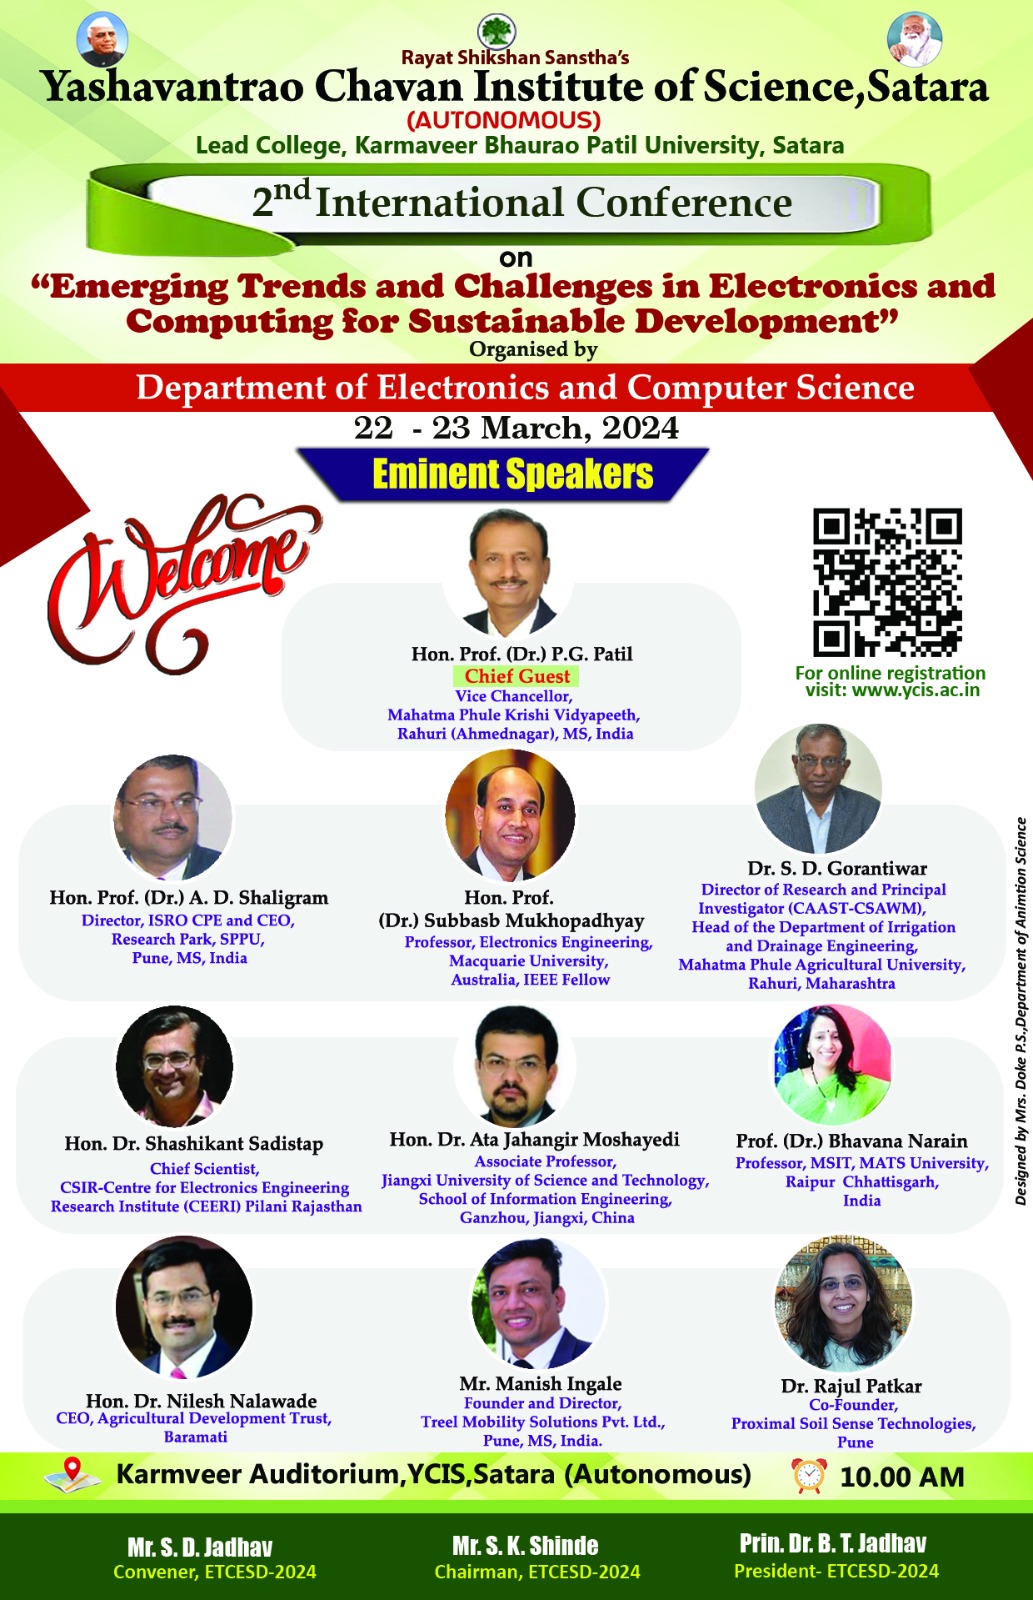 Rayat Shikshan Sanstha's
Yashavantrao Chavan Institute of Science,Satara
(AUTONOMOUS)
Lead College, Karmaveer Bhaurao Patil University, Satara
2nd International Conference
on
“Emerging Trends and Challenges in Electronics and
Computing for Sustainable Development”
Organised by
Department of Electronics and Computer Science
22 - 23 March, 2024
Eminent Speakers
Welcome
Hon. Prof. (Dr.) P.G. Patil
Chief Guest
Vice Chancellor,
Mahatma Phule Krishi Vidyapeeth,
Rahuri (Ahmednagar), MS, India
For online registration
visit: www.ycis.ac.in
Hon. Prof. (Dr.) A. D. Shaligram
Director, ISRO CPE and CEO,
Research Park, SPPU,
Pune, MS, India
Hon. Prof.
(Dr.) Subbasb Mukhopadhyay
Professor, Electronics Engineering,
Macquarie University,
Australia, IEEE Fellow
Dr. S. D. Gorantiwar
Director of Research and Principal
Investigator (CAAST-CSAWM),
Head of the Department of Irrigation
and Drainage Engineering,
Mahatma Phule Agricultural University,
Rahuri, Maharashtra
Hon. Dr. Shashikant Sadistap
Chief Scientist,
CSIR-Centre for Electronics Engineering
Research Institute (CEERI) Pilani Rajasthan
Hon. Dr. Ata Jahangir Moshayedi
Associate Professor,
Jiangxi University of Science and Technology,
School of Information Engineering,
Ganzhou, Jiangxi, China
Prof. (Dr.) Bhavana Narain
Professor, MSIT, MATS University,
Raipur Chhattisgarh,
India
Hon. Dr. Nilesh Nalawade
CEO, Agricultural Development Trust,
Baramati
Mr. Manish Ingale
Founder and Director,
Treel Mobility Solutions Pvt. Ltd.,
Pune, MS, India.
Dr. Rajul Patkar
Co-Founder,
Proximal Soil Sense Technologies,
Pune
Designed by Mrs. Doke P.S.,Department of Animtion Science
Karmveer Auditorium,YCIS,Satara (Autonomous)
10.00 AM
Mr. S. D. Jadhav
Convener, ETCESD-2024
Mr. S. K. Shinde
Chairman, ETCESD-2024
Prin. Dr. B. T. Jadhav
President- ETCESD-2024